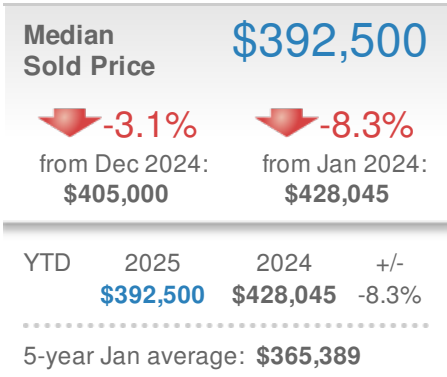 Median $392,500
Sold Price
-3.1% -8.3%
from Dec 2024: from Jan 2024:
$405,000 $428,045
YTD 2025 2024 +/-
$392,500 $428,045 -8.3%
5-year Jan average: $365,389